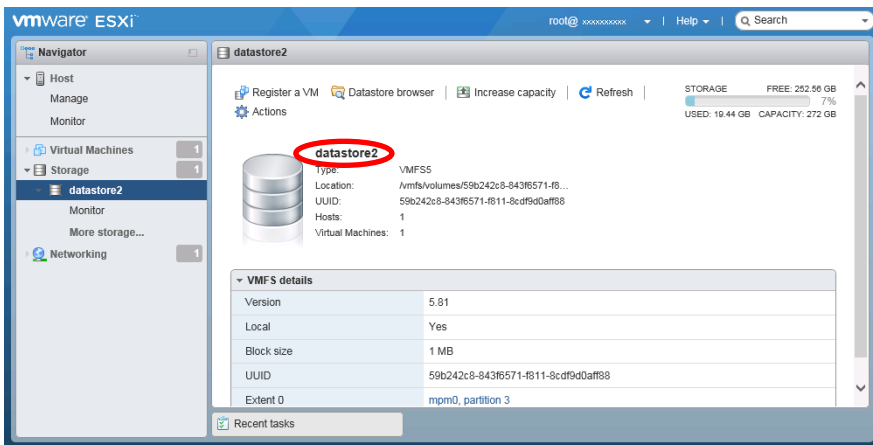 vmware ESXi™
root@ xxxxxxxxxx | Help | Search
Navigator
Host
Manage
Monitor
Virtual Machines 1
Storage 1
datastore2
Monitor
More storage...
Networking 1
datastore2
Register a VM Datastore browser | Increase capacity | Refresh |
Actions
STORAGE FREE: 252.56 GB
7%
USED: 19.44 GB CAPACITY: 272 GB
datastore2
Type: VMFS5
Location: /vmfs/volumes/59b242c8-843f6571-f8...
UUID: 59b242c8-843f6571-f811-8cdf9d0aff88
Hosts: 1
Virtual Machines: 1
VMFS details
Version 5.81
Local Yes
Block size 1 MB
UUID 59b242c8-843f6571-f811-8cdf9d0aff88
Extent 0 mpm0, partition 3
Recent tasks